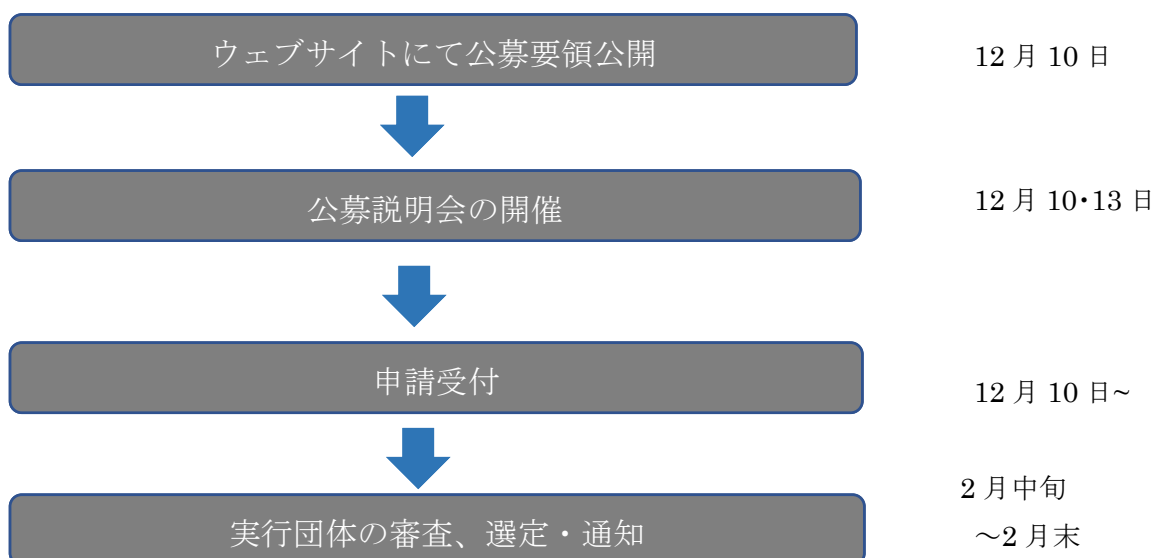 ウェブサイトにて公募要領公開
12 月 10 日
公募説明会の開催
12 月 10・13 日
申請受付
12 月 10 日~
実行団体の審査、選定・通知
2 月中旬
～2 月末